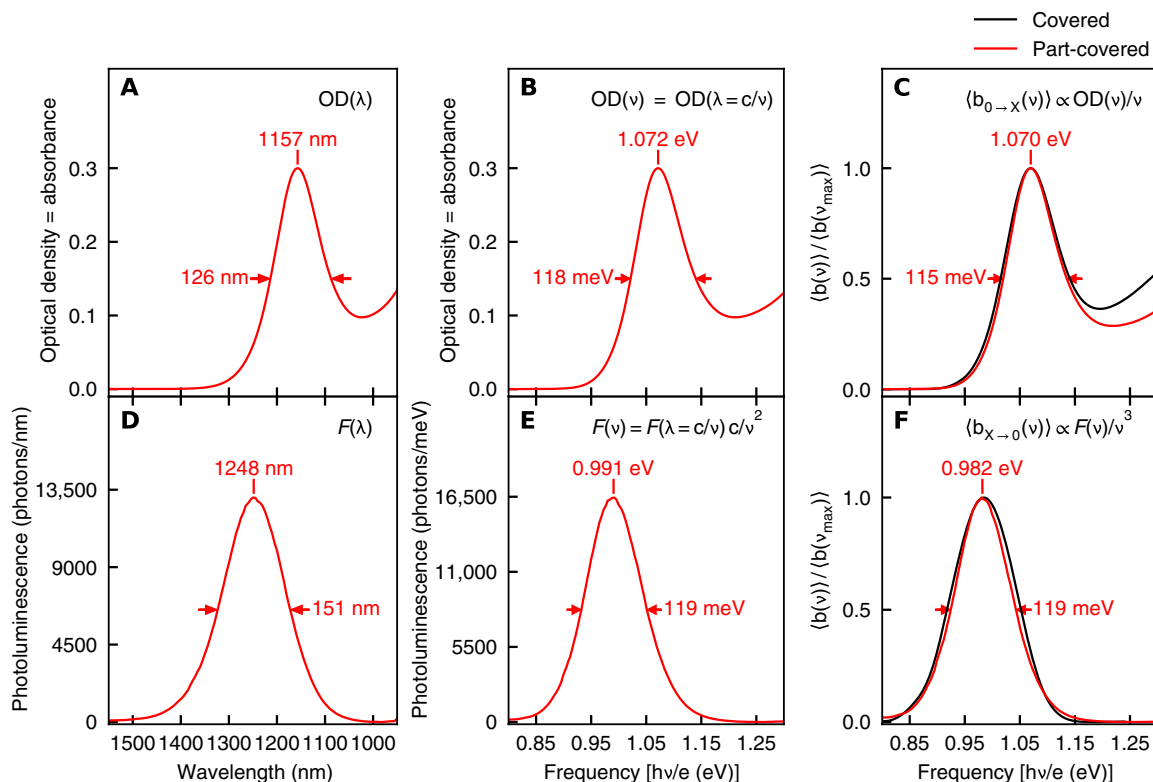 Covered
Part-covered
A
OD(λ)
1157 nm
126 nm
Optical density = absorbance
0.3
0.2
0.1
0.0
B
OD(ν) = OD(λ = c/ν)
1.072 eV
118 meV
Optical density = absorbance
0.3
0.2
0.1
0.0
C
⟨b0→X(ν)⟩ ∝ OD(ν)/ν
1.070 eV
115 meV
⟨b(ν)⟩ / ⟨b(νmax)⟩
1.0
0.5
0.0
D
F(λ)
1248 nm
151 nm
Photoluminescence (photons/nm)
13,500
9000
4500
0
1500 1400 1300 1200 1100 1000
Wavelength (nm)
E
F(ν) = F(λ = c/ν) c/ν²
0.991 eV
119 meV
Photoluminescence (photons/meV)
16,500
11,000
5500
0
0.85 0.95 1.05 1.15 1.25
Frequency [hν/e (eV)]
F
⟨bX→0(ν)⟩ ∝ F(ν)/ν³
0.982 eV
119 meV
⟨b(ν)⟩ / ⟨b(νmax)⟩
1.0
0.5
0.0
0.85 0.95 1.05 1.15 1.25
Frequency [hν/e (eV)]